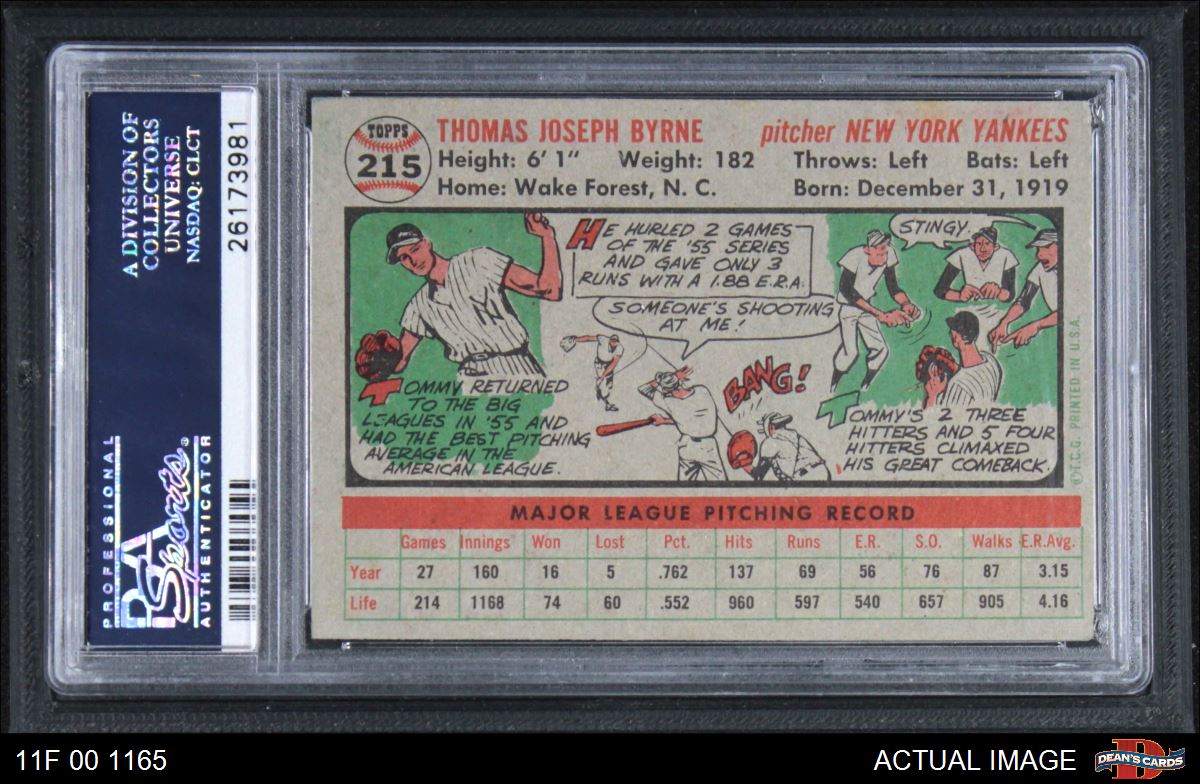 A DIVISION OF
COLLECTORS
UNIVERSE
NASDAQ: CLCT
26173981
PROFESSIONAL
PSA
Sports
AUTHENTICATOR
TOPPS
215
THOMAS JOSEPH BYRNE pitcher NEW YORK YANKEES
Height: 6' 1" Weight: 182 Throws: Left Bats: Left
Home: Wake Forest, N. C. Born: December 31, 1919
HE HURLED 2 GAMES
OF THE '55 SERIES
AND GAVE ONLY 3
RUNS WITH A 1.88 E.R.A.
SOMEONE'S SHOOTING
AT ME!
BANG!
STINGY.
TOMMY RETURNED
TO THE BIG
LEAGUES IN '55 AND
HAD THE BEST PITCHING
AVERAGE IN THE
AMERICAN LEAGUE.
TOMMY'S 2 THREE
HITTERS AND 5 FOUR
HITTERS CLIMAXED
HIS GREAT COMEBACK.
©T.C.G. PRINTED IN U.S.A.
MAJOR LEAGUE PITCHING RECORD
Games Innings Won Lost Pct. Hits Runs E.R. S.O. Walks E.R.Avg.
Year 27 160 16 5 .762 137 69 56 76 87 3.15
Life 214 1168 74 60 .552 960 597 540 657 905 4.16
11F 00 1165
ACTUAL IMAGE
DEAN'S CARDS